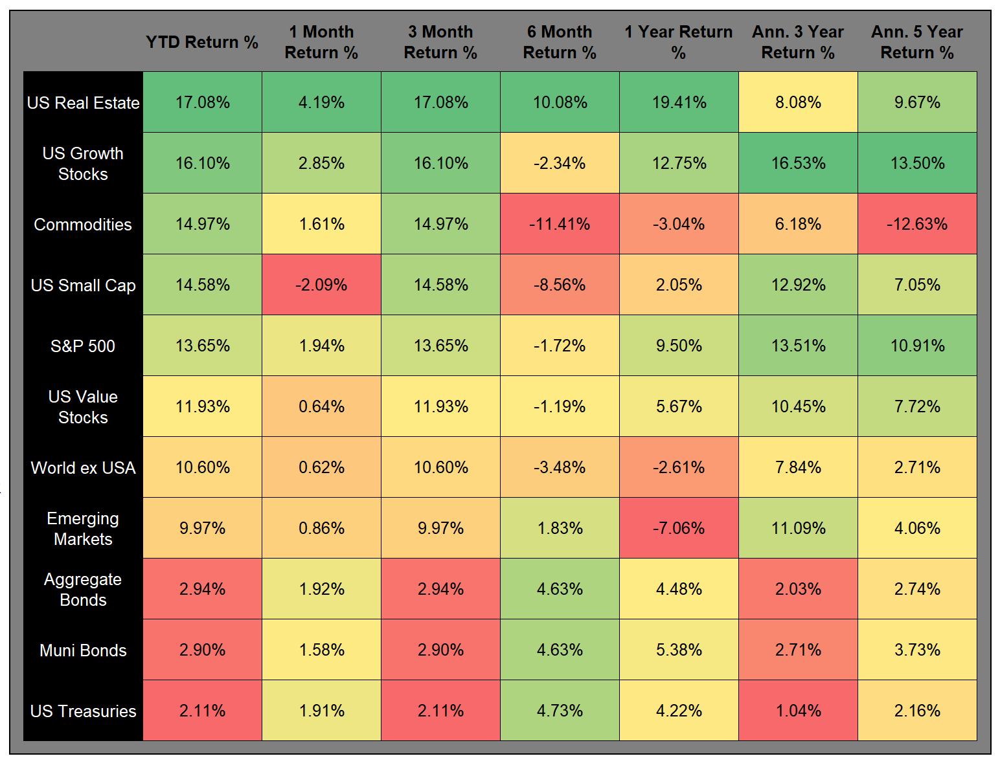 YTD Return %
1 Month
Return %
3 Month
Return %
6 Month
Return %
1 Year Return
%
Ann. 3 Year
Return %
Ann. 5 Year
Return %
US Real Estate 17.08% 4.19% 17.08% 10.08% 19.41% 8.08% 9.67%
US Growth
Stocks 16.10% 2.85% 16.10% -2.34% 12.75% 16.53% 13.50%
Commodities 14.97% 1.61% 14.97% -11.41% -3.04% 6.18% -12.63%
US Small Cap 14.58% -2.09% 14.58% -8.56% 2.05% 12.92% 7.05%
S&P 500 13.65% 1.94% 13.65% -1.72% 9.50% 13.51% 10.91%
US Value
Stocks 11.93% 0.64% 11.93% -1.19% 5.67% 10.45% 7.72%
World ex USA 10.60% 0.62% 10.60% -3.48% -2.61% 7.84% 2.71%
Emerging
Markets 9.97% 0.86% 9.97% 1.83% -7.06% 11.09% 4.06%
Aggregate
Bonds 2.94% 1.92% 2.94% 4.63% 4.48% 2.03% 2.74%
Muni Bonds 2.90% 1.58% 2.90% 4.63% 5.38% 2.71% 3.73%
US Treasuries 2.11% 1.91% 2.11% 4.73% 4.22% 1.04% 2.16%